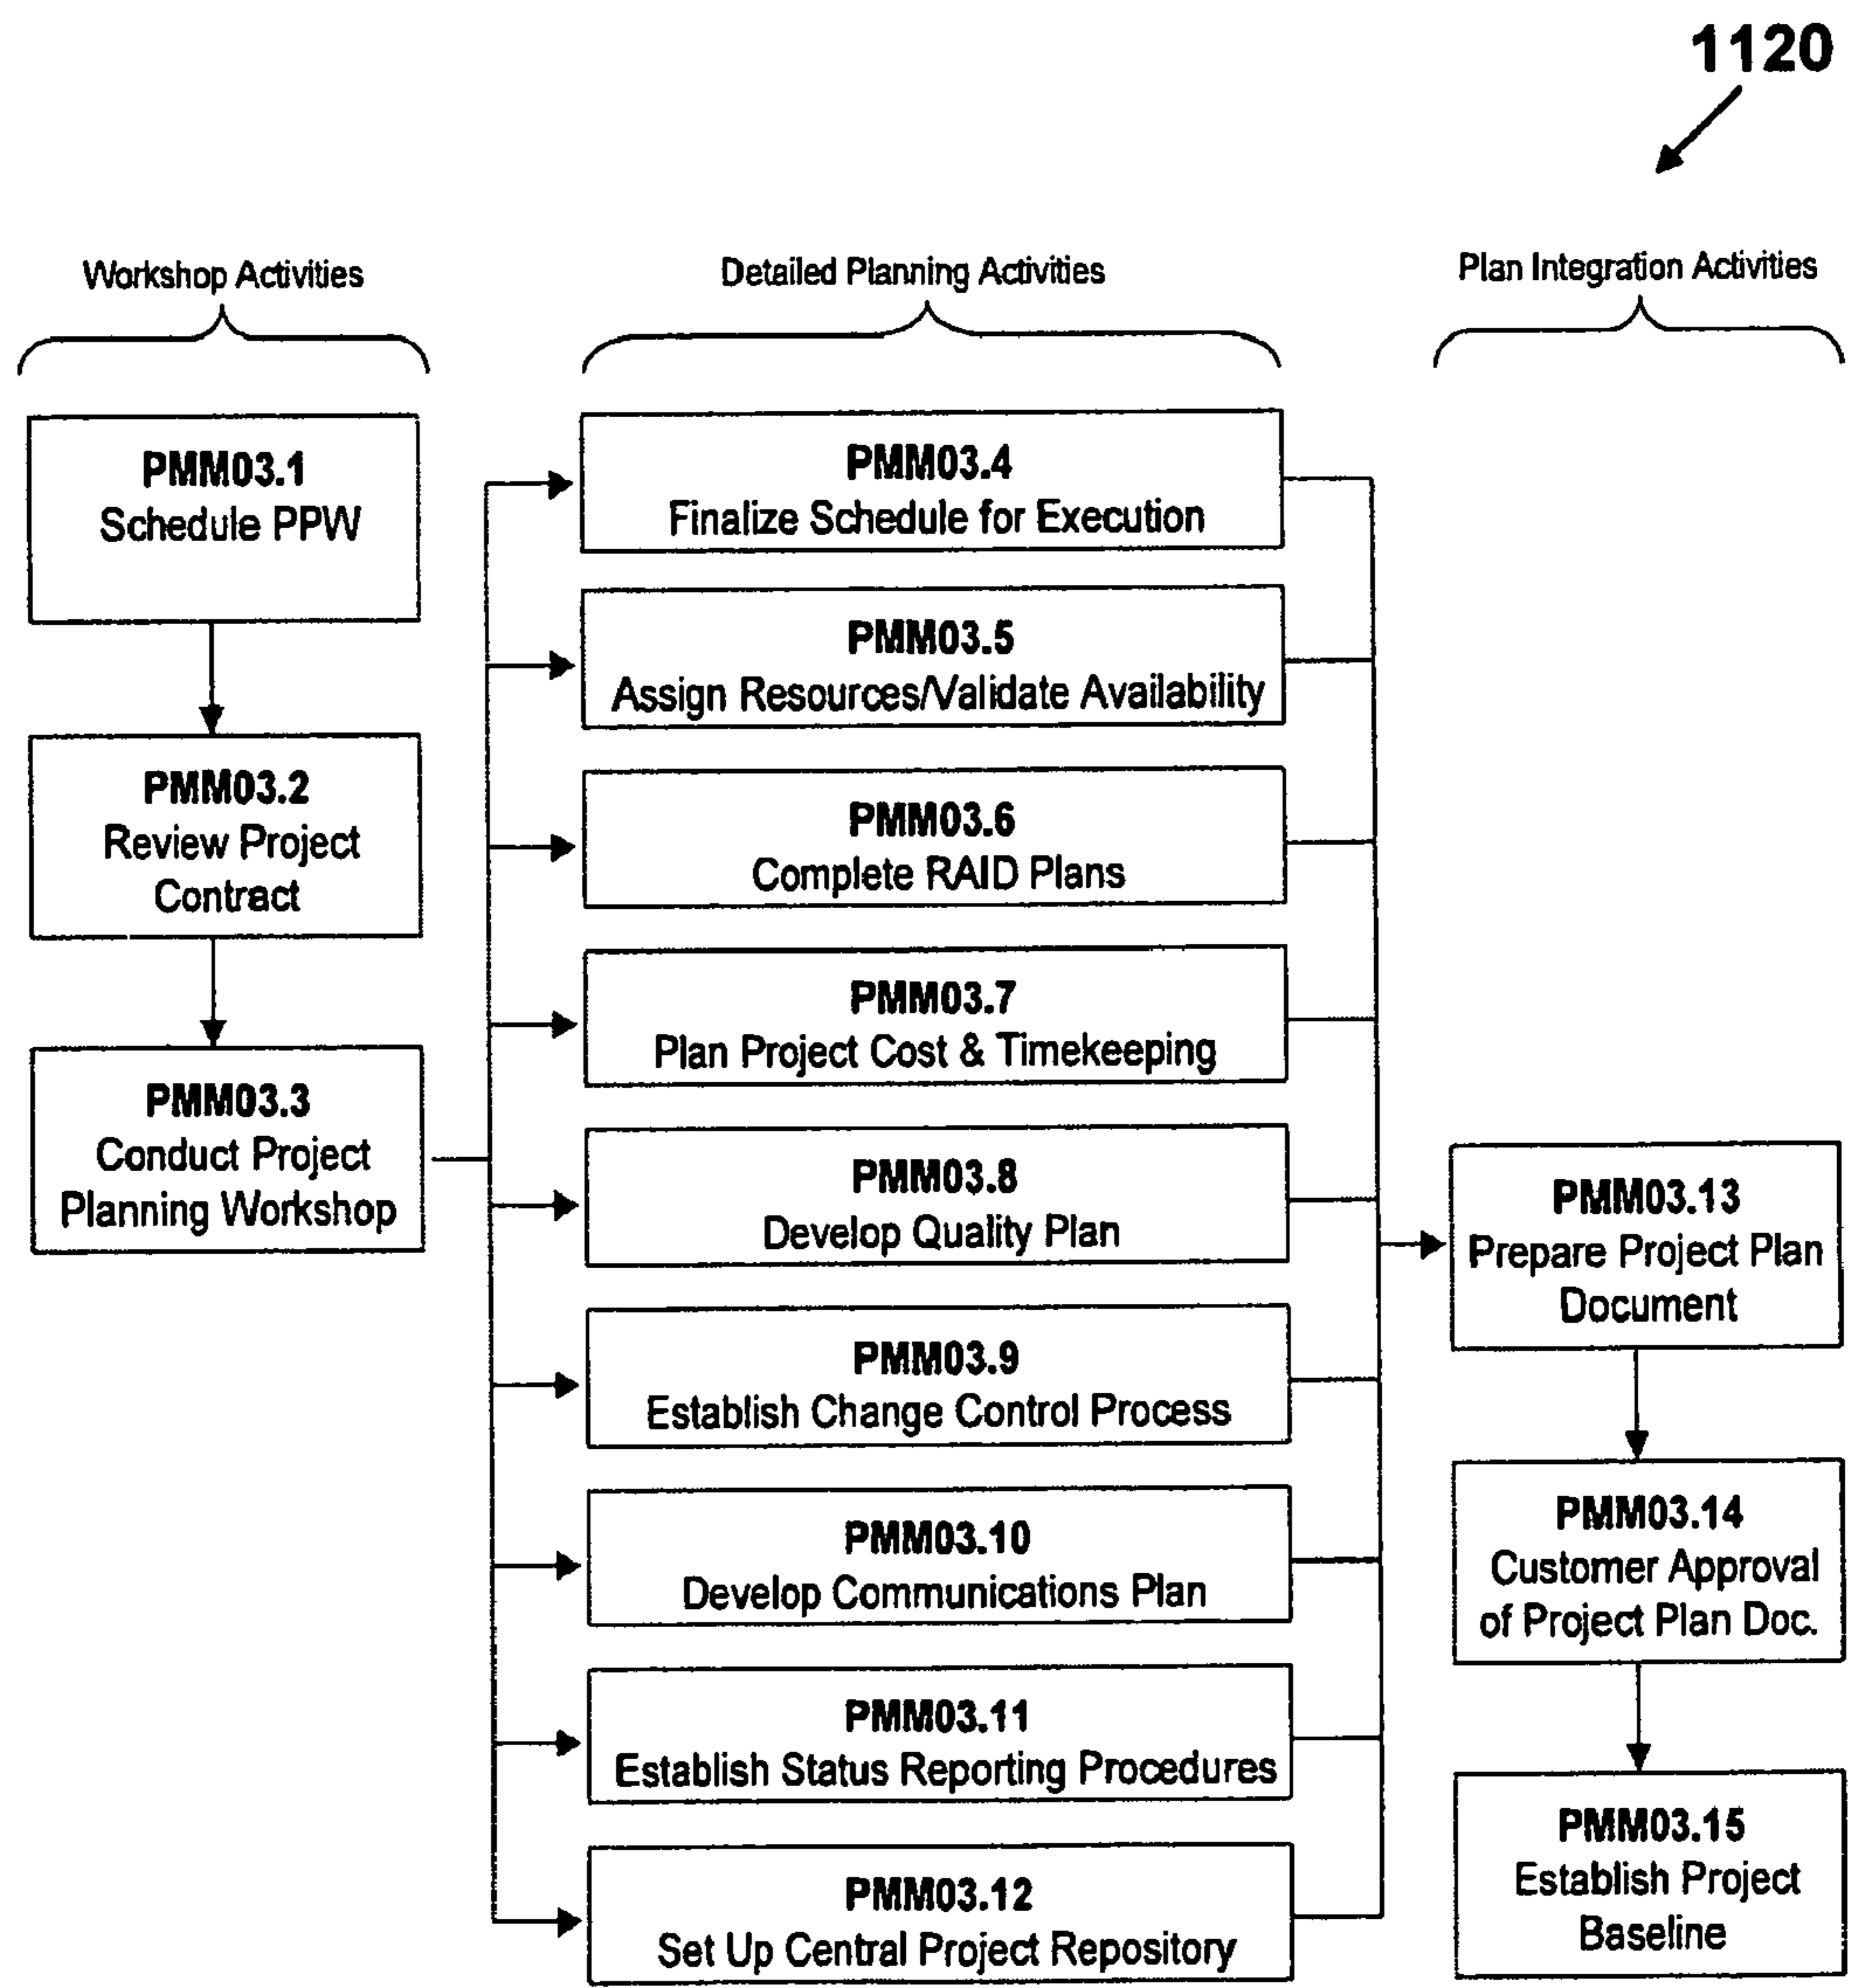 1120
Workshop Activities
Detailed Planning Activities
Plan Integration Activities
PMM03.1
Schedule PPW
PMM03.2
Review Project
Contract
PMM03.3
Conduct Project
Planning Workshop
PMM03.4
Finalize Schedule for Execution
PMM03.5
Assign Resources/Validate Availability
PMM03.6
Complete RAID Plans
PMM03.7
Plan Project Cost & Timekeeping
PMM03.8
Develop Quality Plan
PMM03.9
Establish Change Control Process
PMM03.10
Develop Communications Plan
PMM03.11
Establish Status Reporting Procedures
PMM03.12
Set Up Central Project Repository
PMM03.13
Prepare Project Plan
Document
PMM03.14
Customer Approval
of Project Plan Doc.
PMM03.15
Establish Project
Baseline